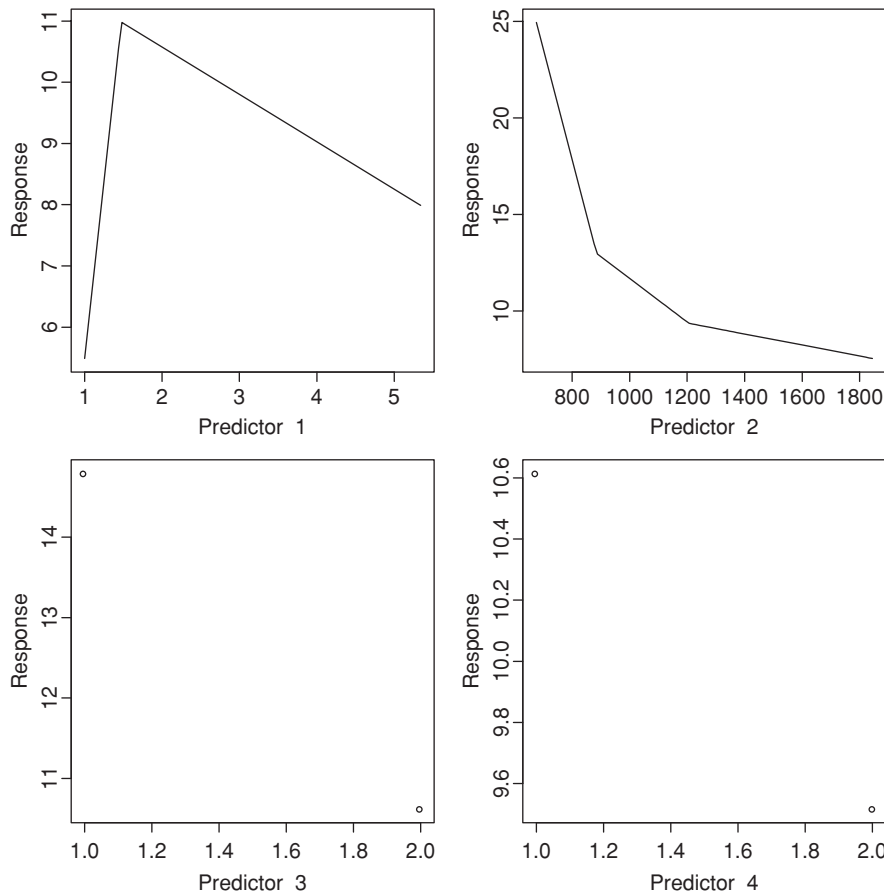 Response
11
10
9
8
7
6
1 2 3 4 5
Predictor 1
Response
25
20
15
10
800 1000 1200 1400 1600 1800
Predictor 2
Response
14
13
12
11
1.0 1.2 1.4 1.6 1.8 2.0
Predictor 3
Response
10.6
10.4
10.2
10.0
9.8
9.6
1.0 1.2 1.4 1.6 1.8 2.0
Predictor 4